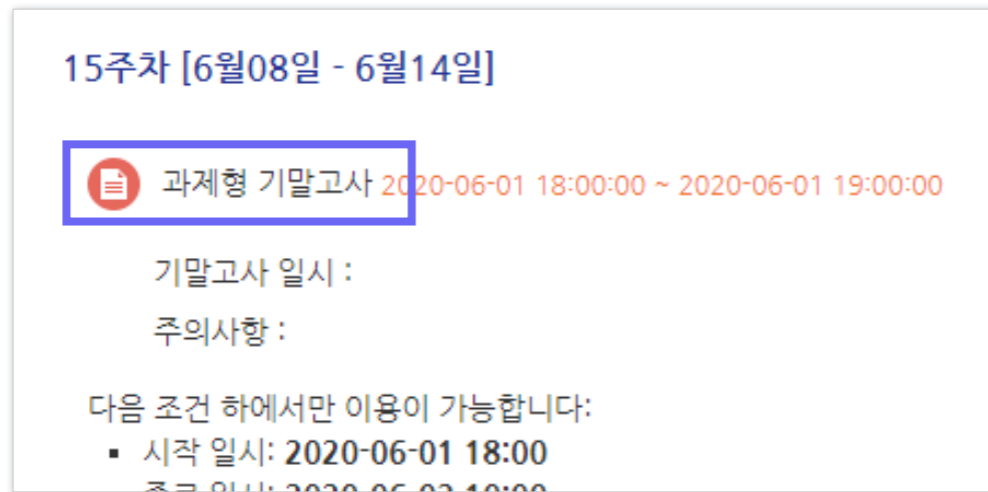 15주차 [6월08일 - 6월14일]
과제형 기말고사 2020-06-01 18:00:00 ~ 2020-06-01 19:00:00
기말고사 일시 :
주의사항 :
다음 조건 하에서만 이용이 가능합니다:
▪ 시작 일시: 2020-06-01 18:00